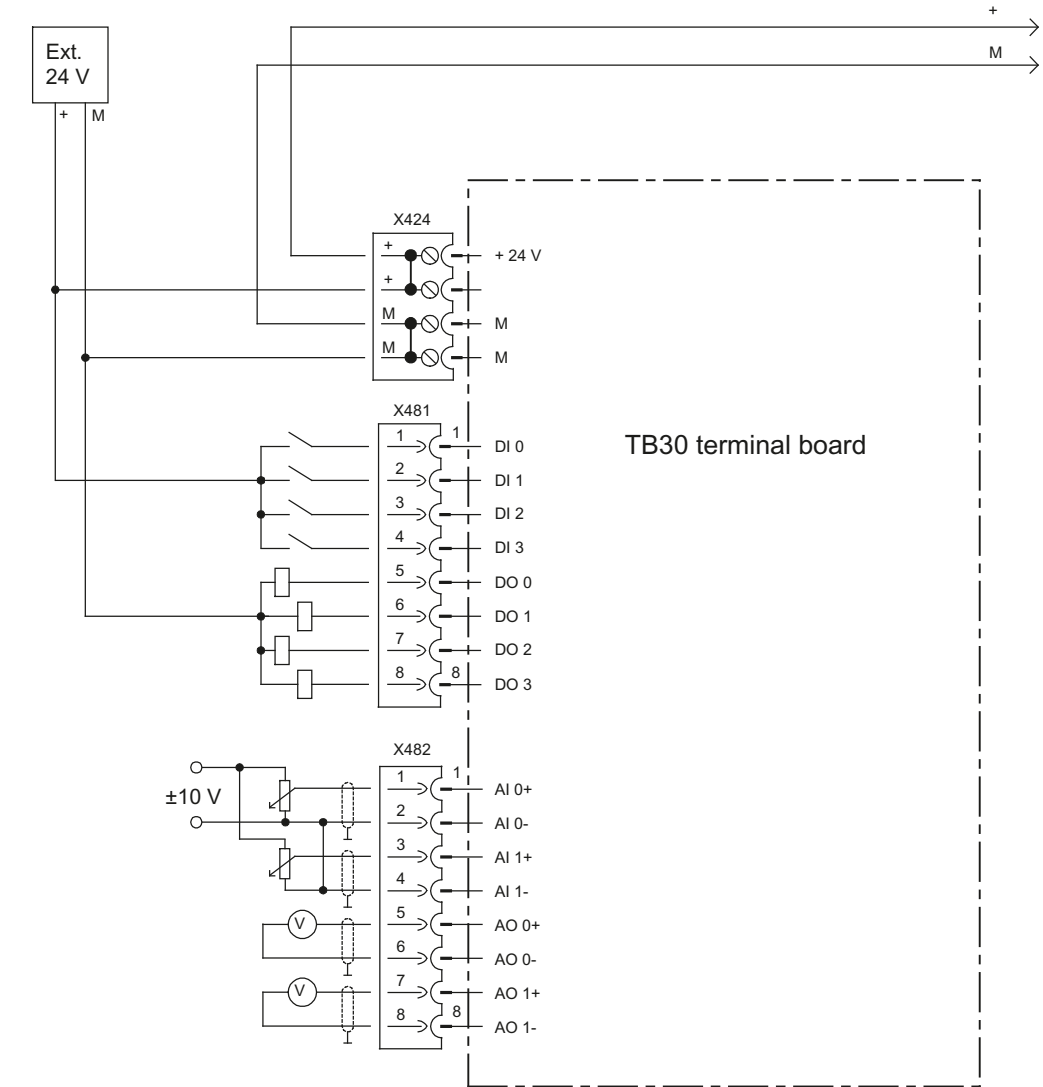 +
M
Ext.
24 V
+ M
X424
+ + 24 V
+
M M
M M
X481
1 1 DI 0
2 DI 1
3 DI 2
4 DI 3
5 DO 0
6 DO 1
7 DO 2
8 8 DO 3
TB30 terminal board
X482
1 1 AI 0+
±10 V
2 AI 0-
3 AI 1+
4 AI 1-
V 5 AO 0+
6 AO 0-
V 7 AO 1+
8 8 AO 1-